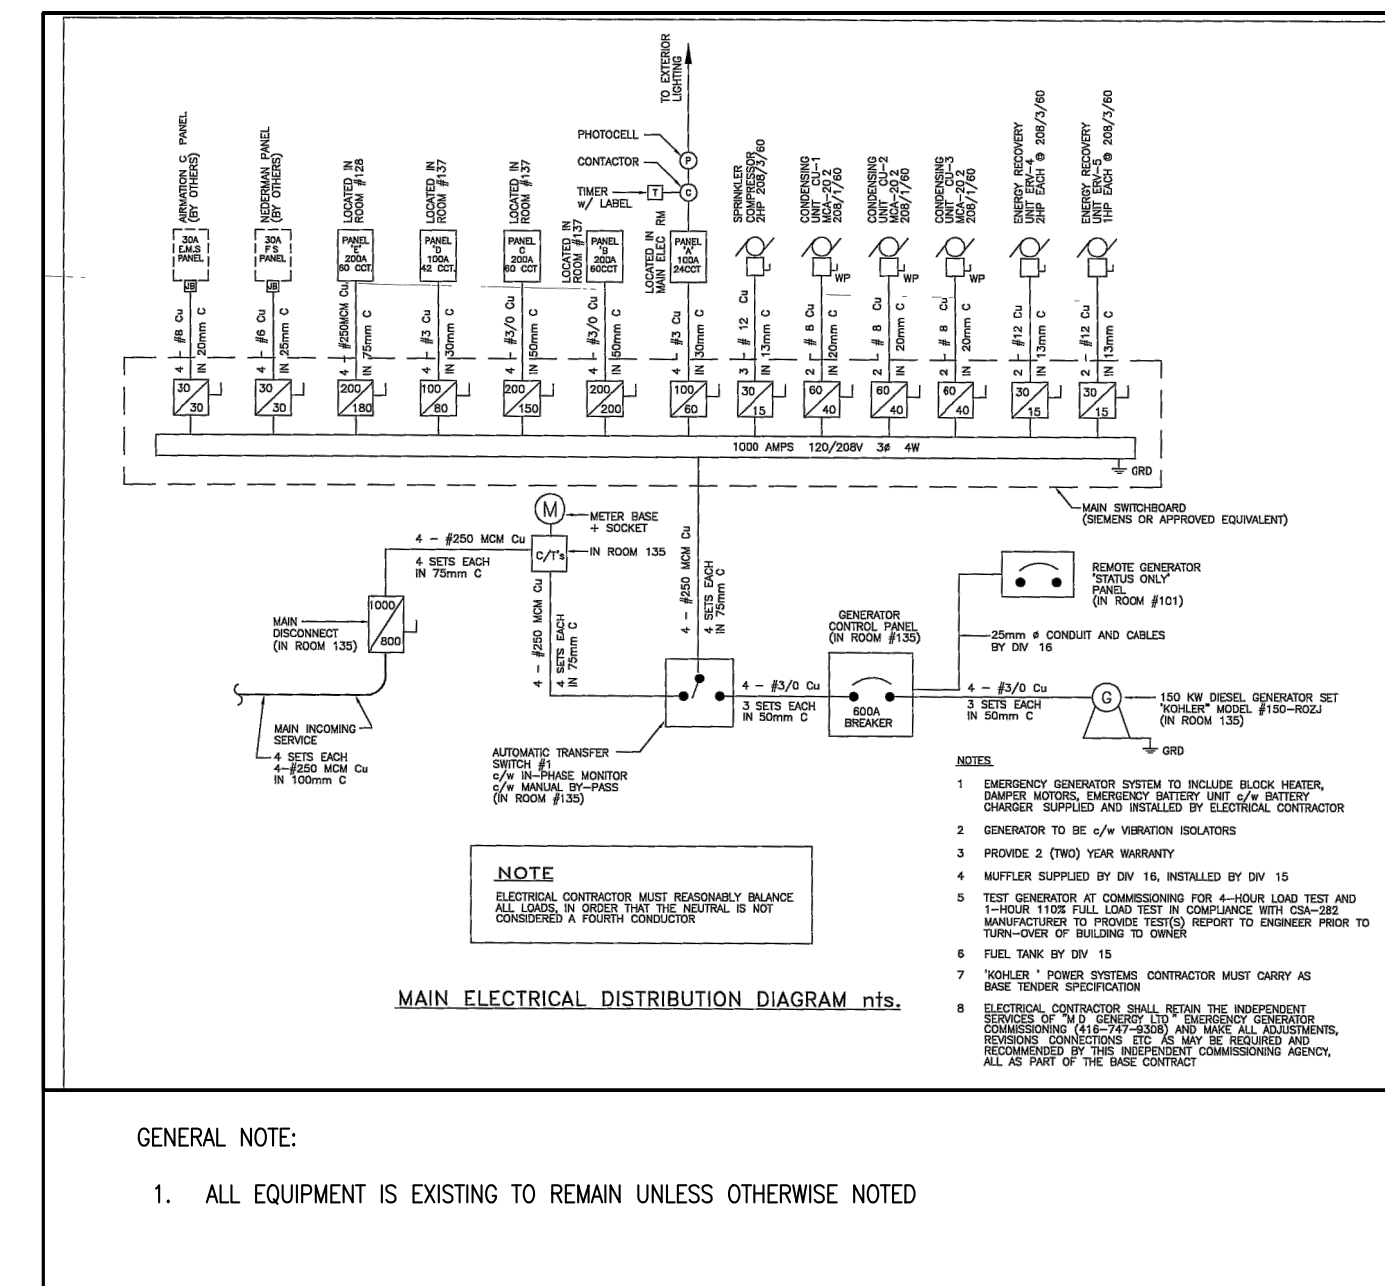 TO EXTERIOR
LIGHTING
PHOTOCELL
P
CONTACTOR
C
TIMER
w/ LABEL
T
AIRMATION C PANEL
(BY OTHERS)
NEDERMAN PANEL
(BY OTHERS)
LOCATED IN
ROOM #128
LOCATED IN
ROOM #137
LOCATED IN
ROOM #137
LOCATED IN
ROOM #137
LOCATED IN
MAIN ELEC RM
SPRINKLER
COMPRESSOR
2HP 208/3/60
CONDENSING
UNIT CU-1
MCA-20.2
208/1/60
CONDENSING
UNIT CU-2
MCA-20.2
208/1/60
CONDENSING
UNIT CU-3
MCA-20.2
208/1/60
ENERGY RECOVERY
UNIT ERV-4
2HP EACH @ 208/3/60
ENERGY RECOVERY
UNIT ERV-5
1HP EACH @ 208/3/60
30A
E.M.S
PANEL
JB
30A
F S
PANEL
JB
PANEL
'E'
200A
60 CCT.
PANEL
'D
100A
42 CCT.
PANEL
C
200A
60 CCT
PANEL
'B
200A
60CCT
PANEL
'A'
100A
24CCT
WP
WP
WP
4 - #8 Cu
IN 20mm C
4 - #6 Cu
IN 25mm C
4 - #250MCM Cu
IN 75mm C
4 - #3 Cu
IN 30mm C
4 - #3/0 Cu
IN 50mm C
4 - #3/0 Cu
IN 50mm C
4 - #3 Cu
IN 30mm C
3 - # 12 Cu
IN 13mm C
2 - # 8 Cu
IN 20mm C
2 - # 8 Cu
IN 20mm C
2 - # 8 Cu
IN 20mm C
2 - #12 Cu
IN 13mm C
2 - #12 Cu
IN 13mm C
30/30
30/30
200/180
100/80
200/150
200/200
100/60
30/15
60/40
60/40
60/40
30/15
30/15
1000 AMPS 120/208V 3ø 4W
GRD
MAIN SWITCHBOARD
(SIEMENS OR APPROVED EQUIVALENT)
M
METER BASE
+ SOCKET
C/T's
IN ROOM 135
4 - #250 MCM Cu
4 SETS EACH
IN 75mm C
1000/800
MAIN
DISCONNECT
(IN ROOM 135)
MAIN INCOMING
SERVICE
4 SETS EACH
4-#250 MCM Cu
IN 100mm C
4 - #250 MCM Cu
4 SETS EACH
IN 75mm C
4 - #250 MCM Cu
4 SETS EACH
IN 75mm C
AUTOMATIC TRANSFER
SWITCH #1
c/w IN-PHASE MONITOR
c/w MANUAL BY-PASS
(IN ROOM #135)
4 - #3/0 Cu
3 SETS EACH
IN 50mm C
GENERATOR
CONTROL PANEL
(IN ROOM #135)
600A
BREAKER
REMOTE GENERATOR
'STATUS ONLY'
PANEL
(IN ROOM #101)
25mm ø CONDUIT AND CABLES
BY DIV 16
4 - #3/0 Cu
3 SETS EACH
IN 50mm C
G
150 KW DIESEL GENERATOR SET
'KOHLER' MODEL #150-ROZJ
(IN ROOM 135)
GRD
NOTES
1 EMERGENCY GENERATOR SYSTEM TO INCLUDE BLOCK HEATER,
DAMPER MOTORS, EMERGENCY BATTERY UNIT c/w BATTERY
CHARGER SUPPLIED AND INSTALLED BY ELECTRICAL CONTRACTOR
2 GENERATOR TO BE c/w VIBRATION ISOLATORS
3 PROVIDE 2 (TWO) YEAR WARRANTY
4 MUFFLER SUPPLIED BY DIV 16, INSTALLED BY DIV 15
5 TEST GENERATOR AT COMMISSIONING FOR 4-HOUR LOAD TEST AND
1-HOUR 110% FULL LOAD TEST IN COMPLIANCE WITH CSA-282
MANUFACTURER TO PROVIDE TEST(S) REPORT TO ENGINEER PRIOR TO
TURN-OVER OF BUILDING TO OWNER
6 FUEL TANK BY DIV 15
7 'KOHLER ' POWER SYSTEMS CONTRACTOR MUST CARRY AS
BASE TENDER SPECIFICATION
8 ELECTRICAL CONTRACTOR SHALL RETAIN THE INDEPENDENT
SERVICES OF "M D GENERGY LTD " EMERGENCY GENERATOR
COMMISSIONING (416-747-9308) AND MAKE ALL ADJUSTMENTS,
REVISIONS CONNECTIONS ETC AS MAY BE REQUIRED AND
RECOMMENDED BY THIS INDEPENDENT COMMISSIONING AGENCY,
ALL AS PART OF THE BASE CONTRACT
NOTE
ELECTRICAL CONTRACTOR MUST REASONABLY BALANCE
ALL LOADS, IN ORDER THAT THE NEUTRAL IS NOT
CONSIDERED A FOURTH CONDUCTOR
MAIN ELECTRICAL DISTRIBUTION DIAGRAM nts.
GENERAL NOTE:
1. ALL EQUIPMENT IS EXISTING TO REMAIN UNLESS OTHERWISE NOTED